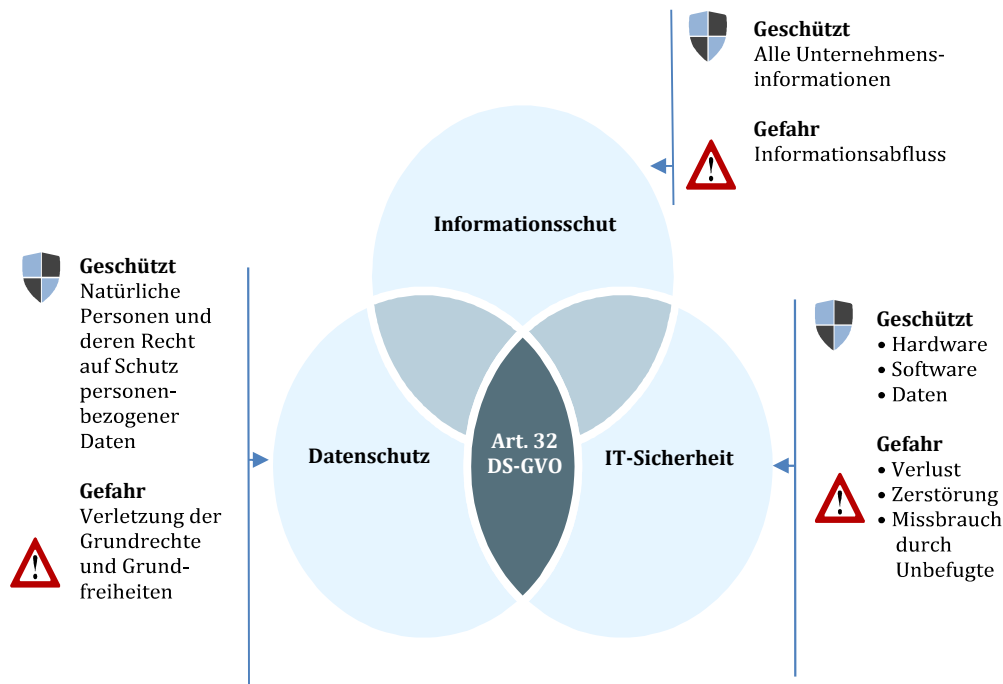 Geschützt
Alle Unternehmens-
informationen
Gefahr
Informationsabfluss
Informationsschut
Geschützt
Natürliche
Personen und
deren Recht
auf Schutz
personen-
bezogener
Daten
Gefahr
Verletzung der
Grundrechte
und Grund-
freiheiten
Datenschutz
Art. 32
DS-GVO
IT-Sicherheit
Geschützt
• Hardware
• Software
• Daten
Gefahr
• Verlust
• Zerstörung
• Missbrauch
durch
Unbefugte